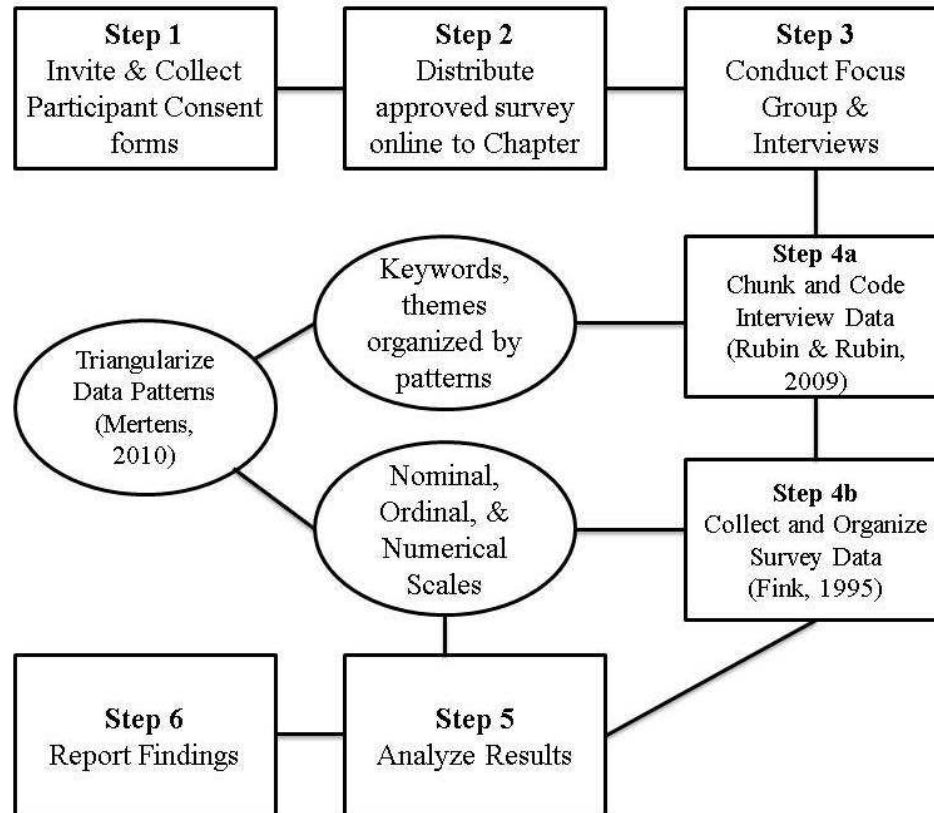 Step 1
Invite & Collect
Participant Consent
forms
Step 2
Distribute
approved survey
online to Chapter
Step 3
Conduct Focus
Group &
Interviews
Step 4a
Chunk and Code
Interview Data
(Rubin & Rubin,
2009)
Keywords,
themes
organized by
patterns
Triangularize
Data Patterns
(Mertens,
2010)
Nominal,
Ordinal, &
Numerical
Scales
Step 4b
Collect and Organize
Survey Data
(Fink, 1995)
Step 5
Analyze Results
Step 6
Report Findings